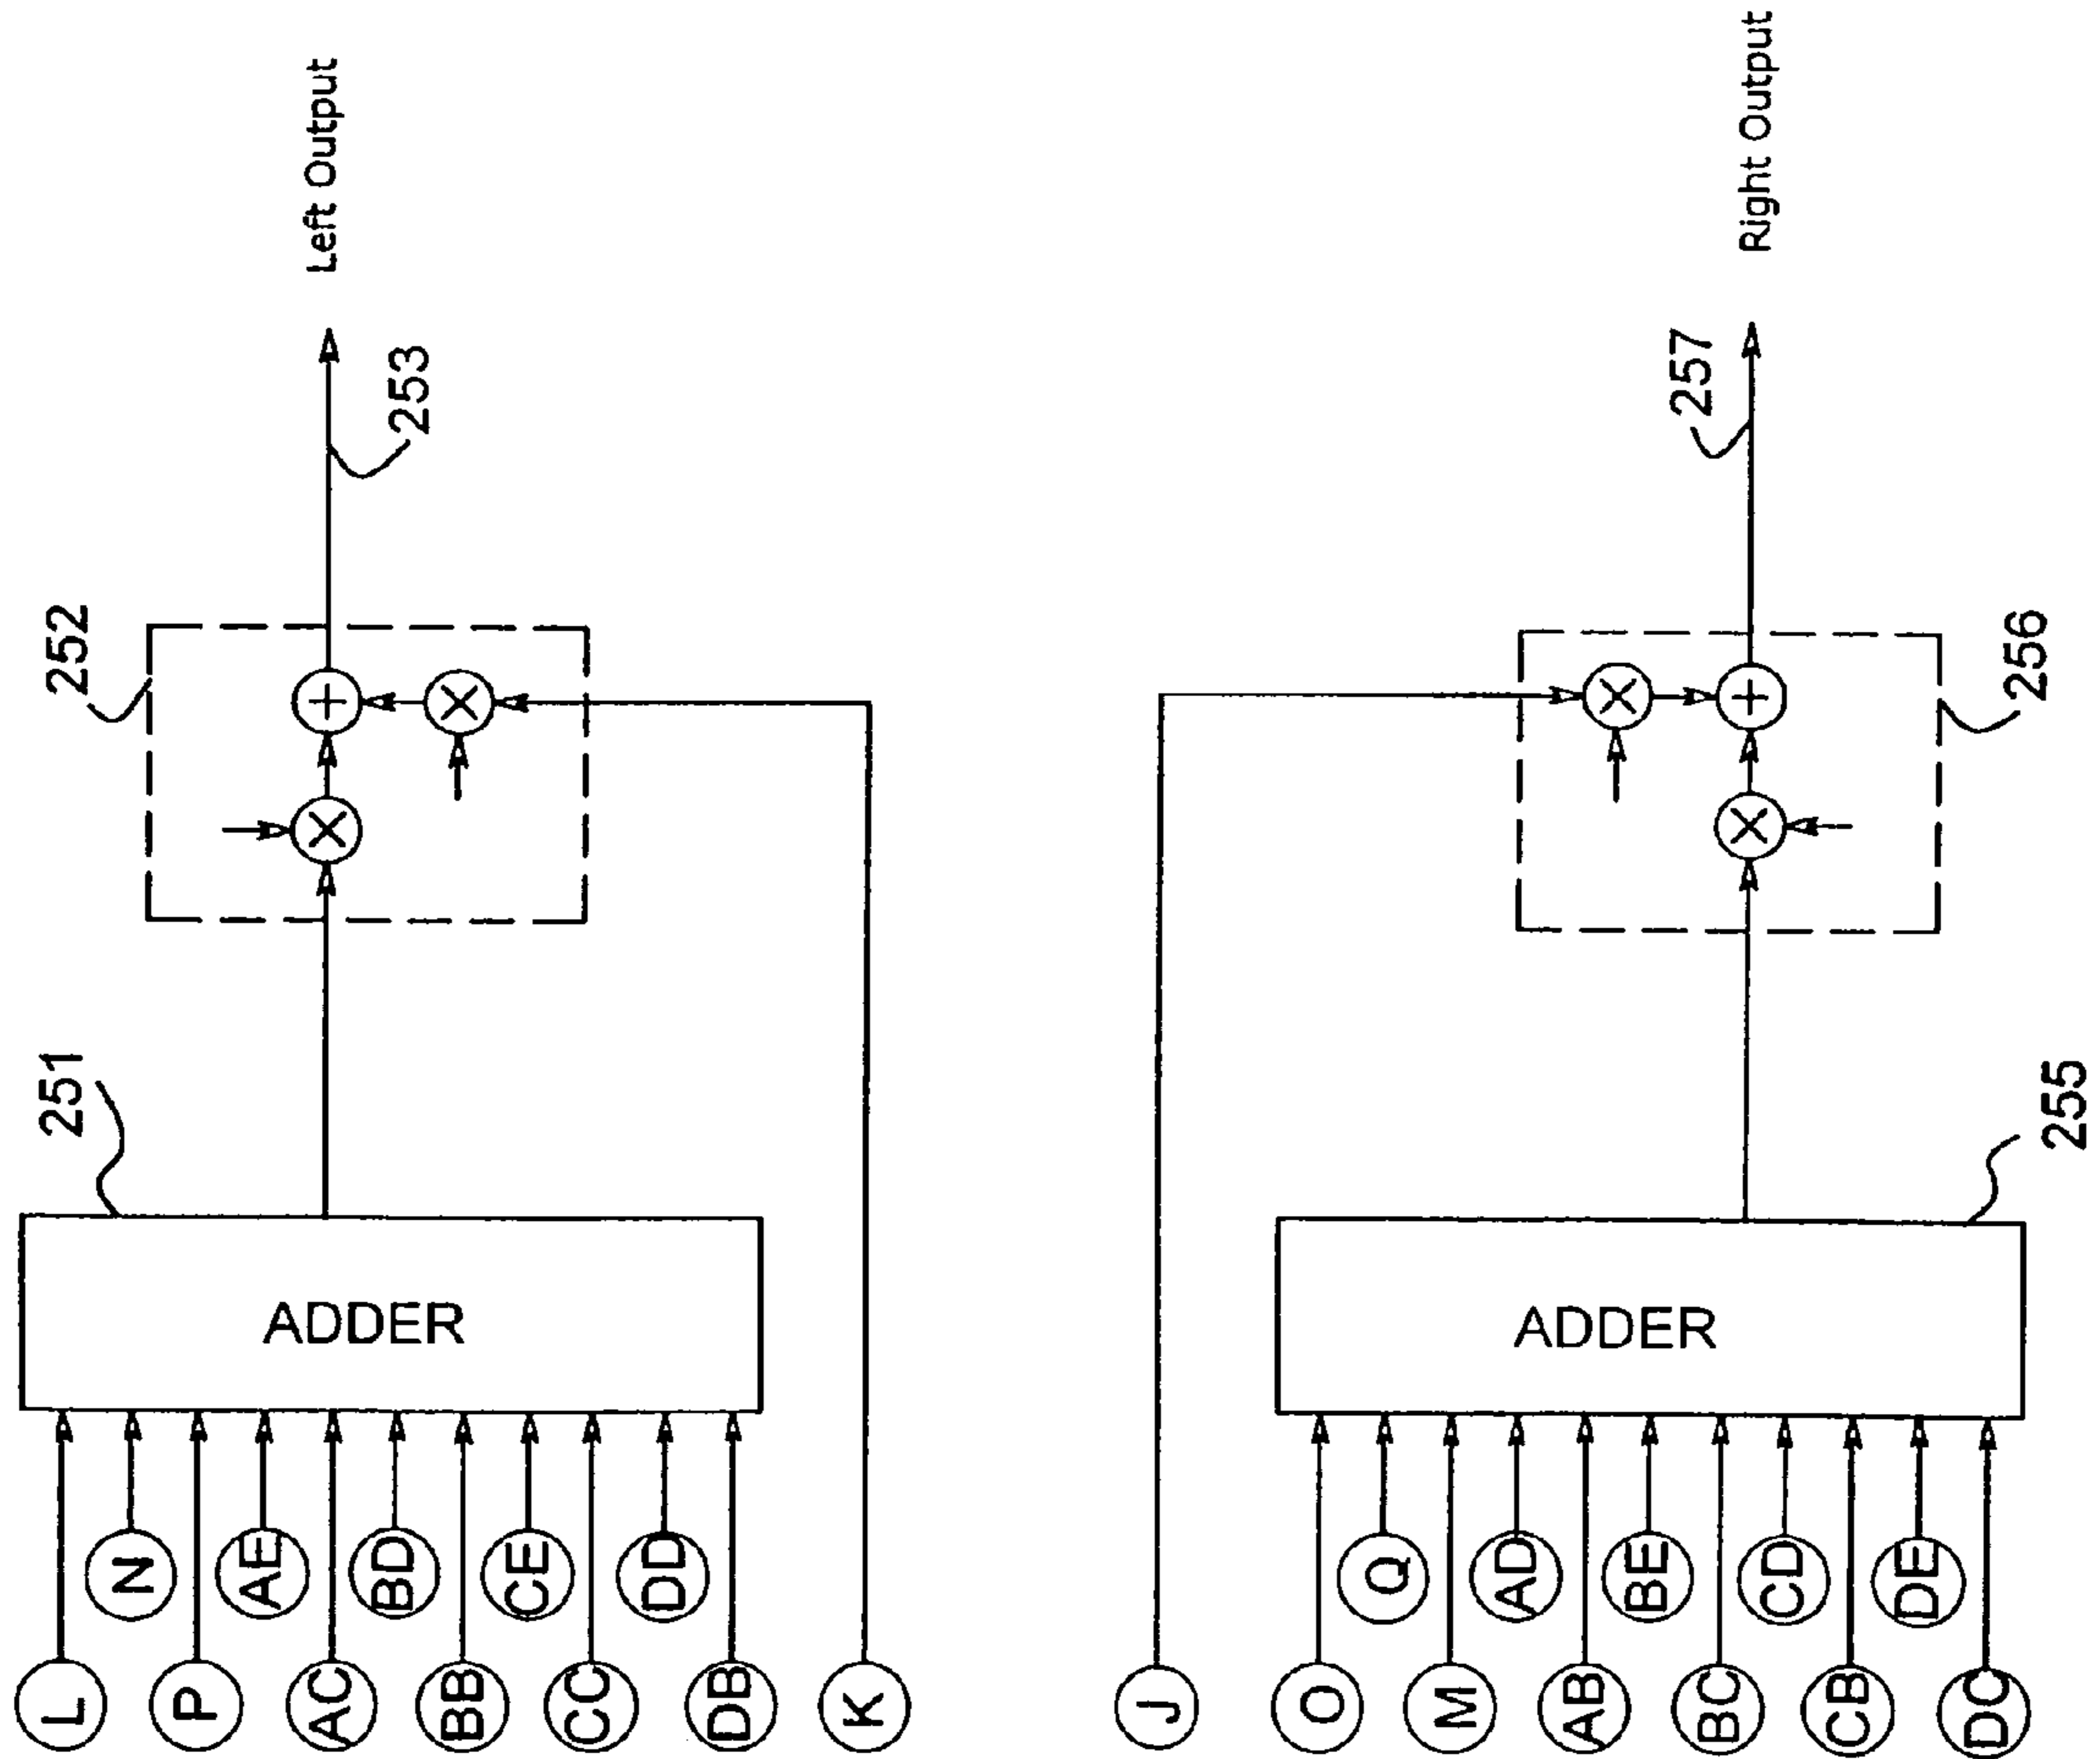 Left Output
Right Output
253
257
252
256
251
255
ADDER
ADDER
L
N
P
AE
AC
BD
BB
CE
CC
DD
DB
K
J
O
Q
M
AD
AB
BE
BC
CD
CB
DE
DC